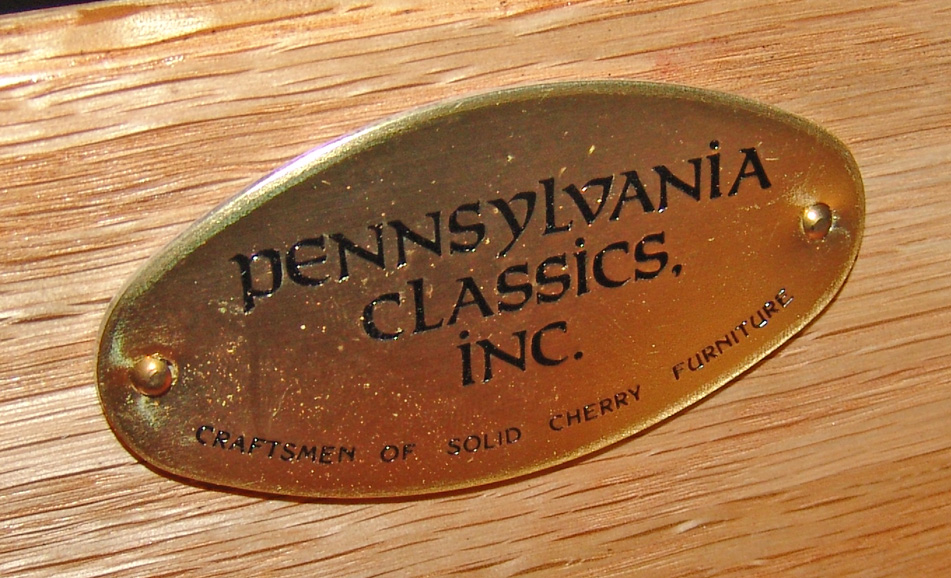 PENNSYLVANIA
CLASSICS,
INC.
CRAFTSMEN OF SOLID CHERRY FURNITURE